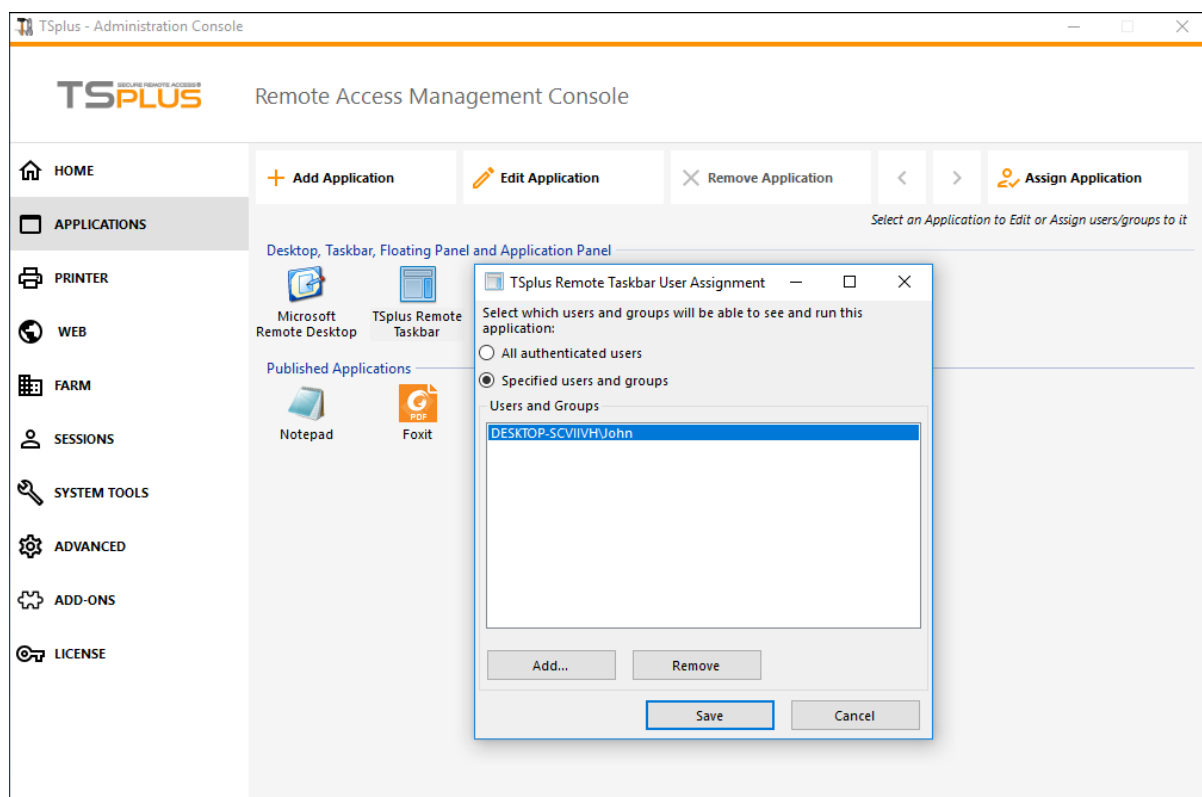 TSplus - Administration Console
SECURE REMOTE ACCESS®
TSPLUS
Remote Access Management Console
HOME
APPLICATIONS
PRINTER
WEB
FARM
SESSIONS
SYSTEM TOOLS
ADVANCED
ADD-ONS
LICENSE
Add Application
Edit Application
Remove Application
Assign Application
Select an Application to Edit or Assign users/groups to it
Desktop, Taskbar, Floating Panel and Application Panel
Microsoft
Remote Desktop
TSplus Remote
Taskbar
Published Applications
Notepad
PDF
Foxit
TSplus Remote Taskbar User Assignment
Select which users and groups will be able to see and run this
application:
All authenticated users
Specified users and groups
Users and Groups
DESKTOP-SCVIIVH\John
Add...
Remove
Save
Cancel